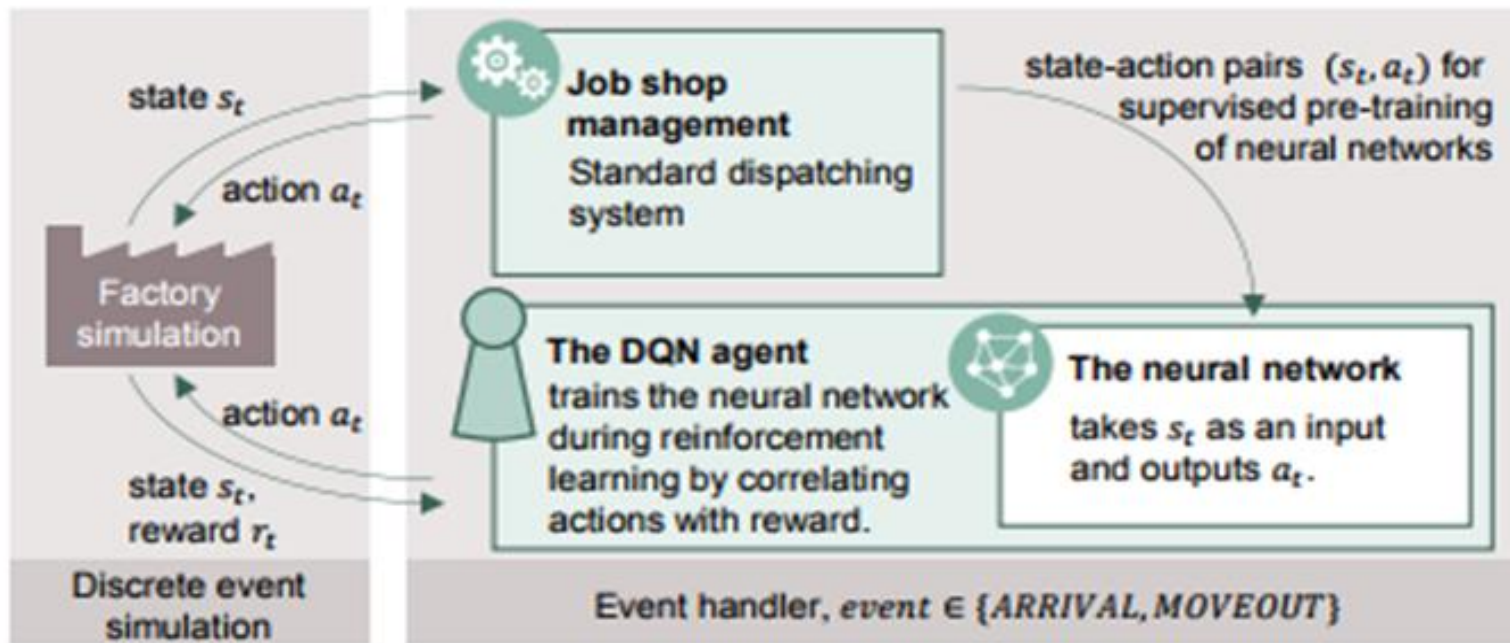 state s_t
action a_t
Factory
simulation
action a_t
state s_t,
reward r_t
Discrete event
simulation
Job shop
management
Standard dispatching
system
state-action pairs (s_t, a_t) for
supervised pre-training
of neural networks
The DQN agent
trains the neural network
during reinforcement
learning by correlating
actions with reward.
The neural network
takes s_t as an input
and outputs a_t.
Event handler, event ∈ {ARRIVAL, MOVEOUT}